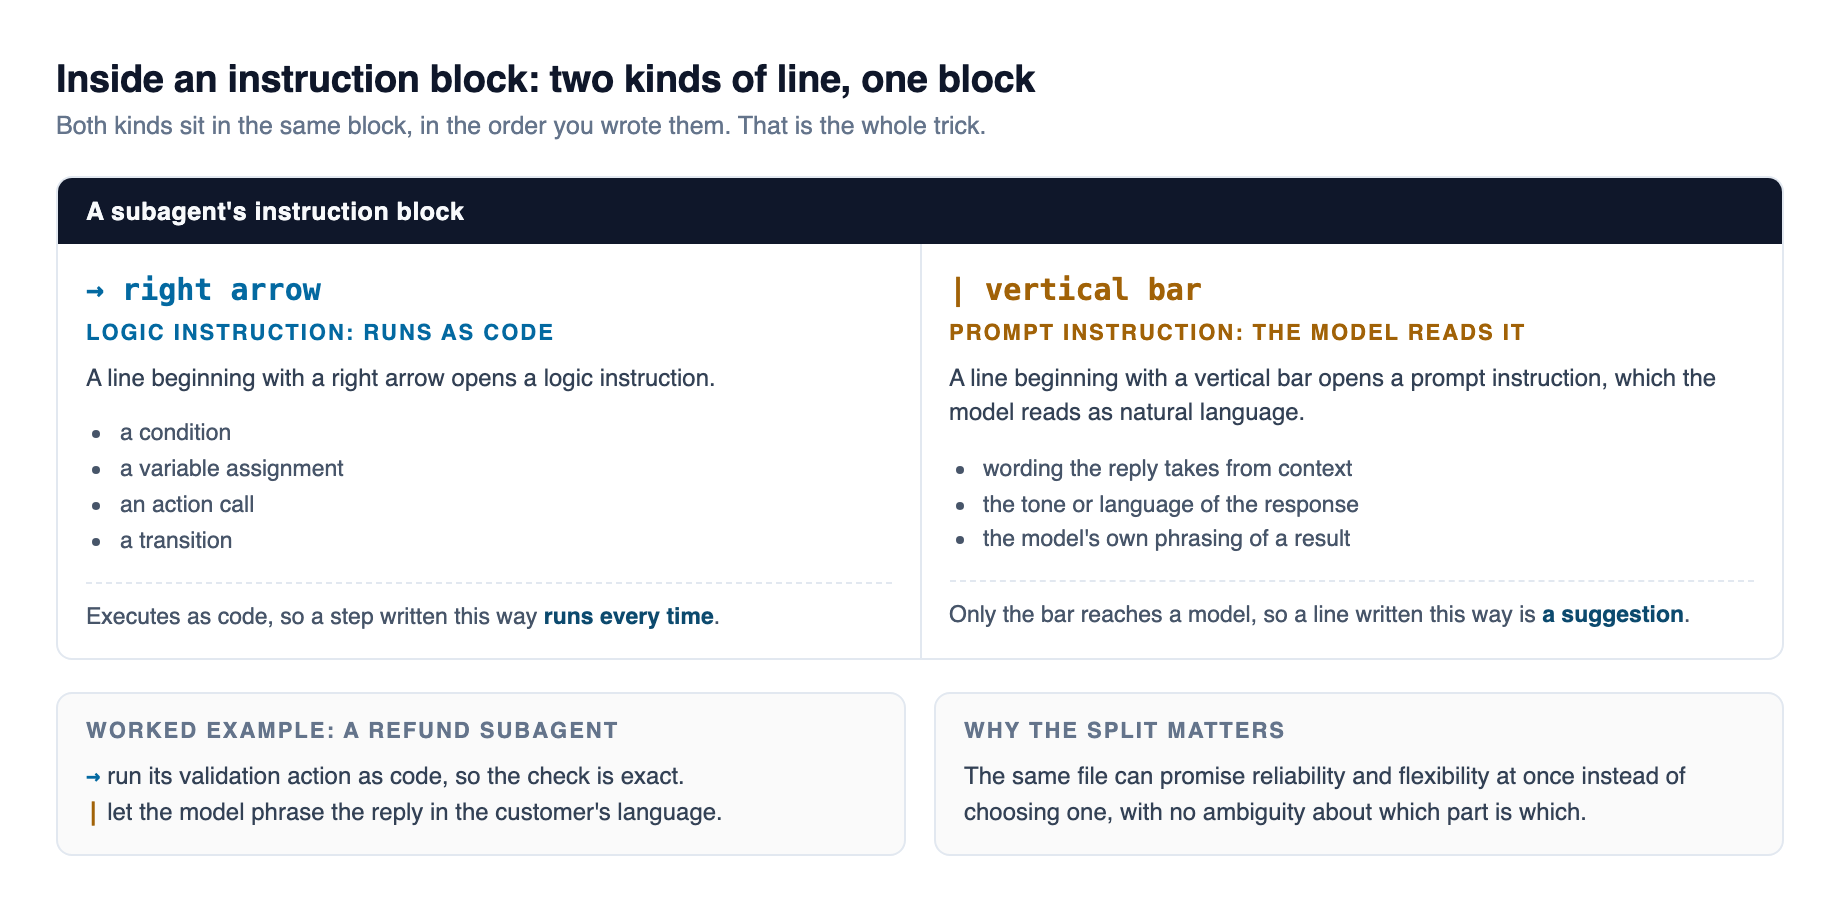 Inside an instruction block: two kinds of line, one block
Both kinds sit in the same block, in the order you wrote them. That is the whole trick.
A subagent's instruction block
→ right arrow
LOGIC INSTRUCTION: RUNS AS CODE
A line beginning with a right arrow opens a logic instruction.
• a condition
• a variable assignment
• an action call
• a transition
Executes as code, so a step written this way runs every time.
| vertical bar
PROMPT INSTRUCTION: THE MODEL READS IT
A line beginning with a vertical bar opens a prompt instruction, which the
model reads as natural language.
• wording the reply takes from context
• the tone or language of the response
• the model's own phrasing of a result
Only the bar reaches a model, so a line written this way is a suggestion.
WORKED EXAMPLE: A REFUND SUBAGENT
→ run its validation action as code, so the check is exact.
| let the model phrase the reply in the customer's language.
WHY THE SPLIT MATTERS
The same file can promise reliability and flexibility at once instead of
choosing one, with no ambiguity about which part is which.